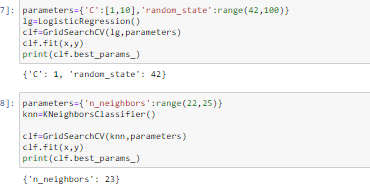 7]: parameters={'C':[1,10],'random_state':range(42,100)}
lg=LogisticRegression()
clf=GridSearchCV(lg,parameters)
clf.fit(x,y)
print(clf.best_params_)
{'C': 1, 'random_state': 42}
8]: parameters={'n_neighbors':range(22,25)}
knn=KNeighborsClassifier()
clf=GridSearchCV(knn,parameters)
clf.fit(x,y)
print(clf.best_params_)
{'n_neighbors': 23}